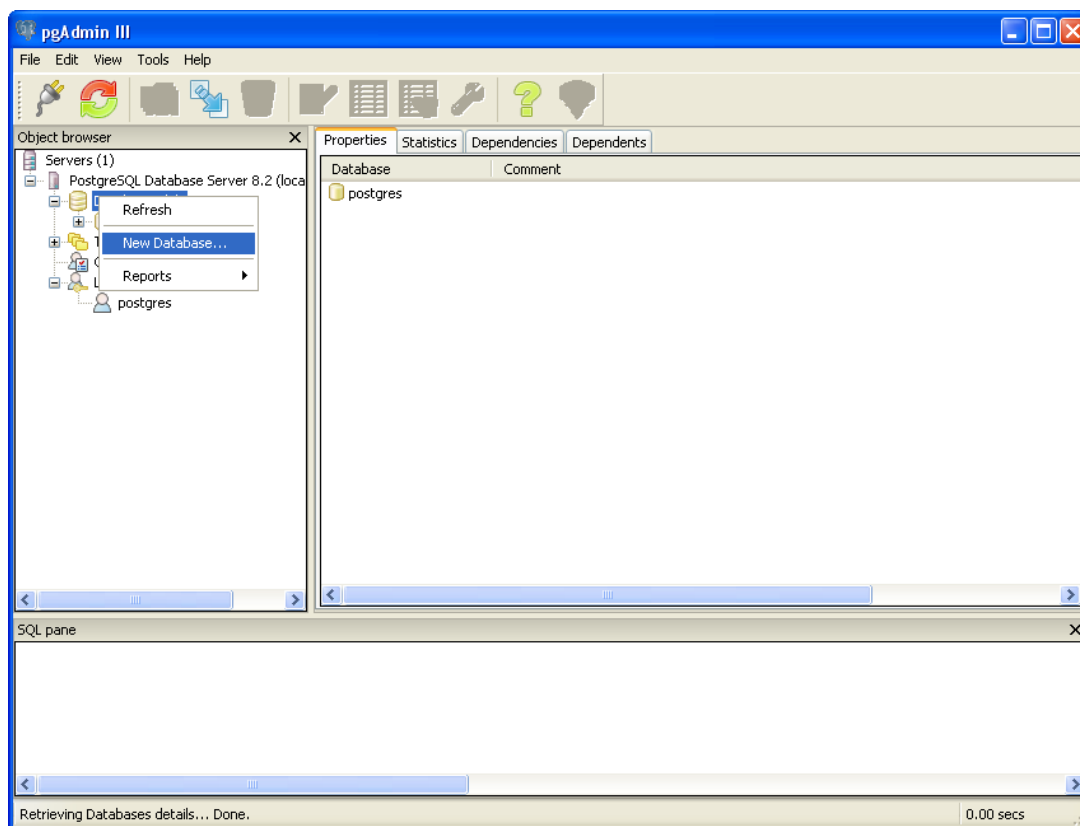 pgAdmin III
File Edit View Tools Help
Object browser
Properties Statistics Dependencies Dependents
Servers (1)
PostgreSQL Database Server 8.2 (loca
Database Comment
postgres
Refresh
New Database...
Reports
postgres
SQL pane
Retrieving Databases details... Done. 0.00 secs